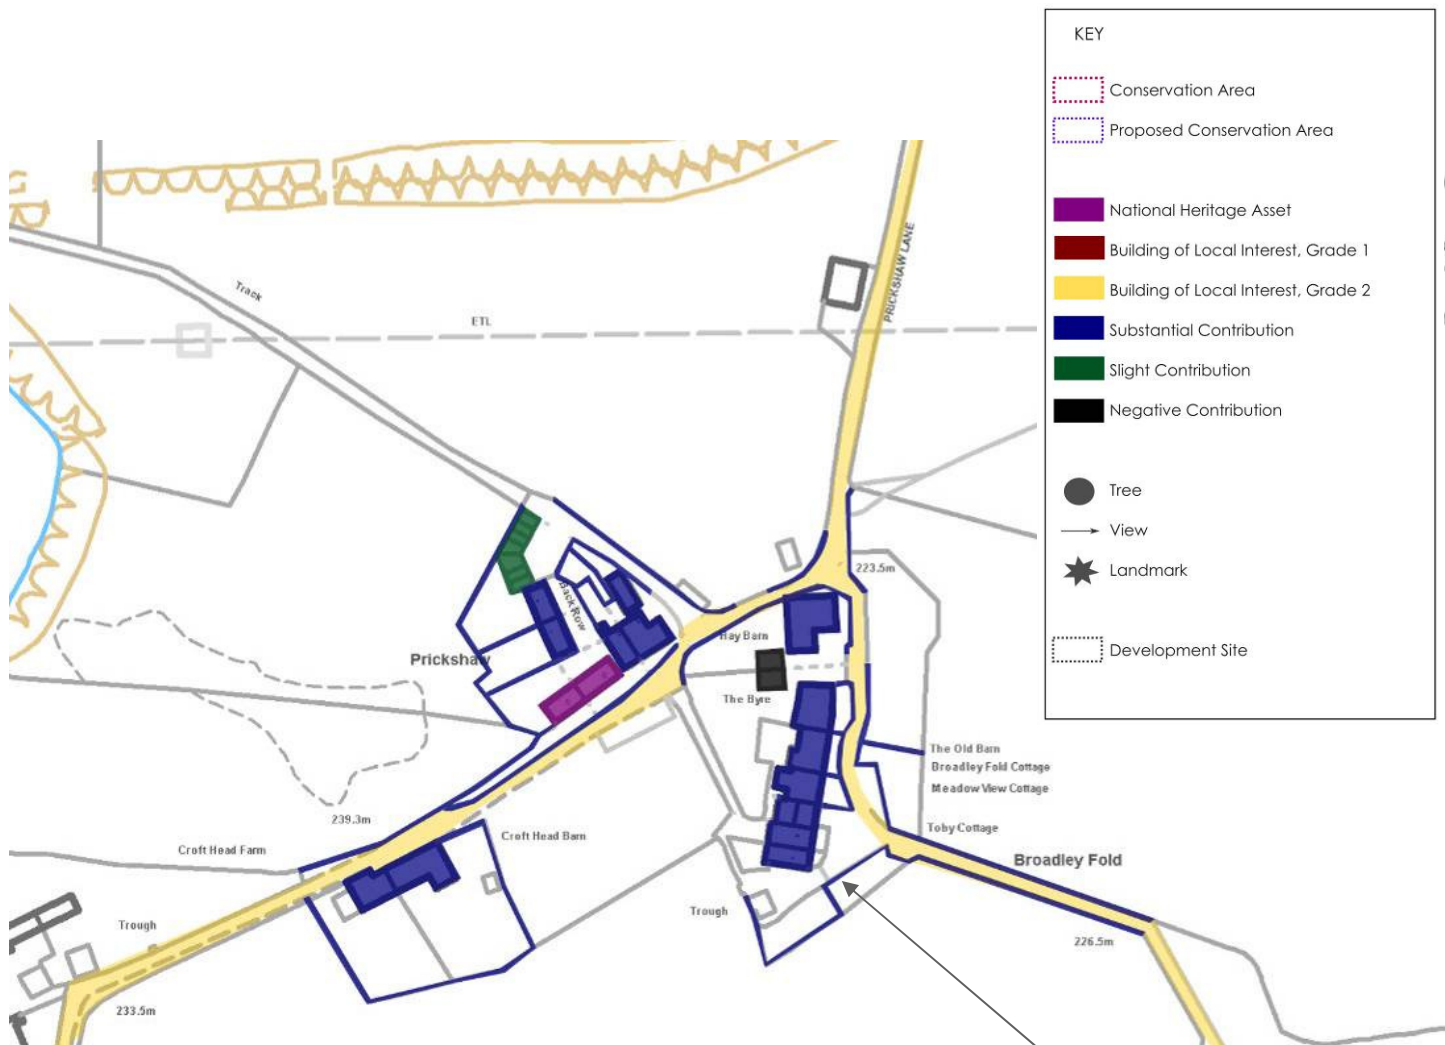 KEY
Conservation Area
Proposed Conservation Area
National Heritage Asset
Building of Local Interest, Grade 1
Building of Local Interest, Grade 2
Substantial Contribution
Slight Contribution
Negative Contribution
Tree
View
Landmark
Development Site
PRICKSHAW LANE
Track
ETL
223.5m
Back Row
Hay Barn
Prickshaw
The Byre
The Old Barn
Broadley Fold Cottage
Meadow View Cottage
239.3m
Toby Cottage
Croft Head Barn
Croft Head Farm
Broadley Fold
Trough
Trough
226.5m
233.5m